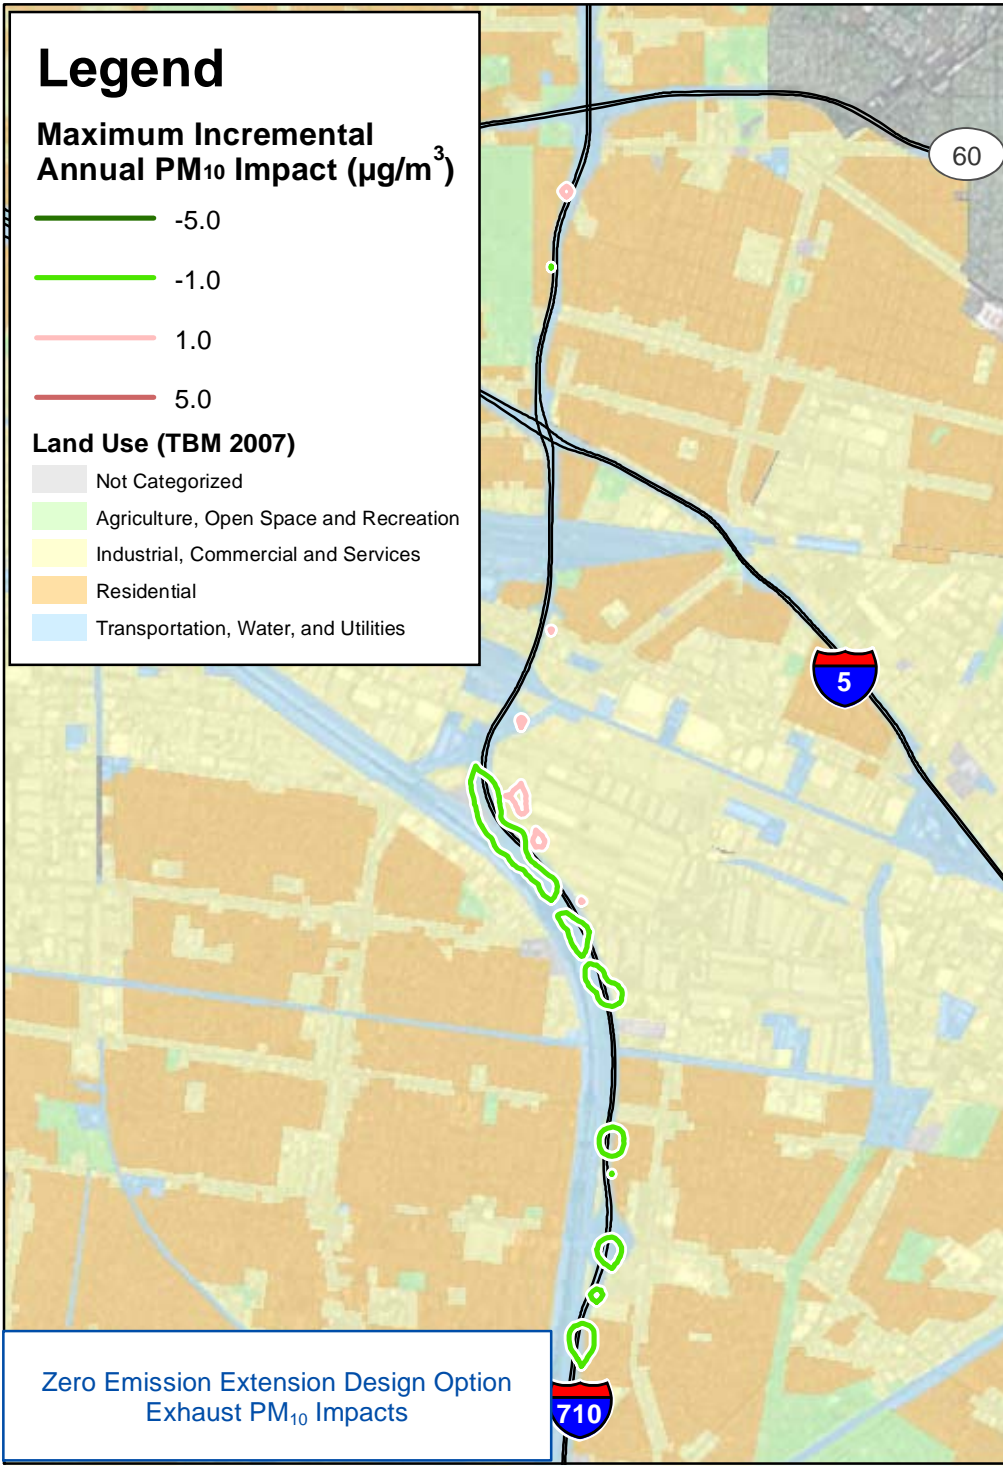 Legend
Maximum Incremental
Annual PM10 Impact (µg/m³)
-5.0
-1.0
1.0
5.0
Land Use (TBM 2007)
Not Categorized
Agriculture, Open Space and Recreation
Industrial, Commercial and Services
Residential
Transportation, Water, and Utilities
60
5
710
Zero Emission Extension Design Option
Exhaust PM₁₀ Impacts